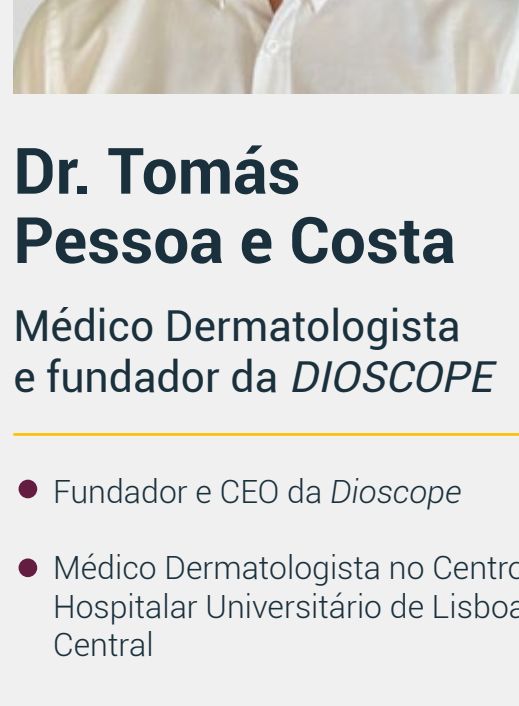 Dr. Tomás
Pessoa e Costa
Médico Dermatologista
e fundador da DIOSCOPE
Fundador e CEO da Dioscope
Médico Dermatologista no Centro
Hospitalar Universitário de Lisboa
Central